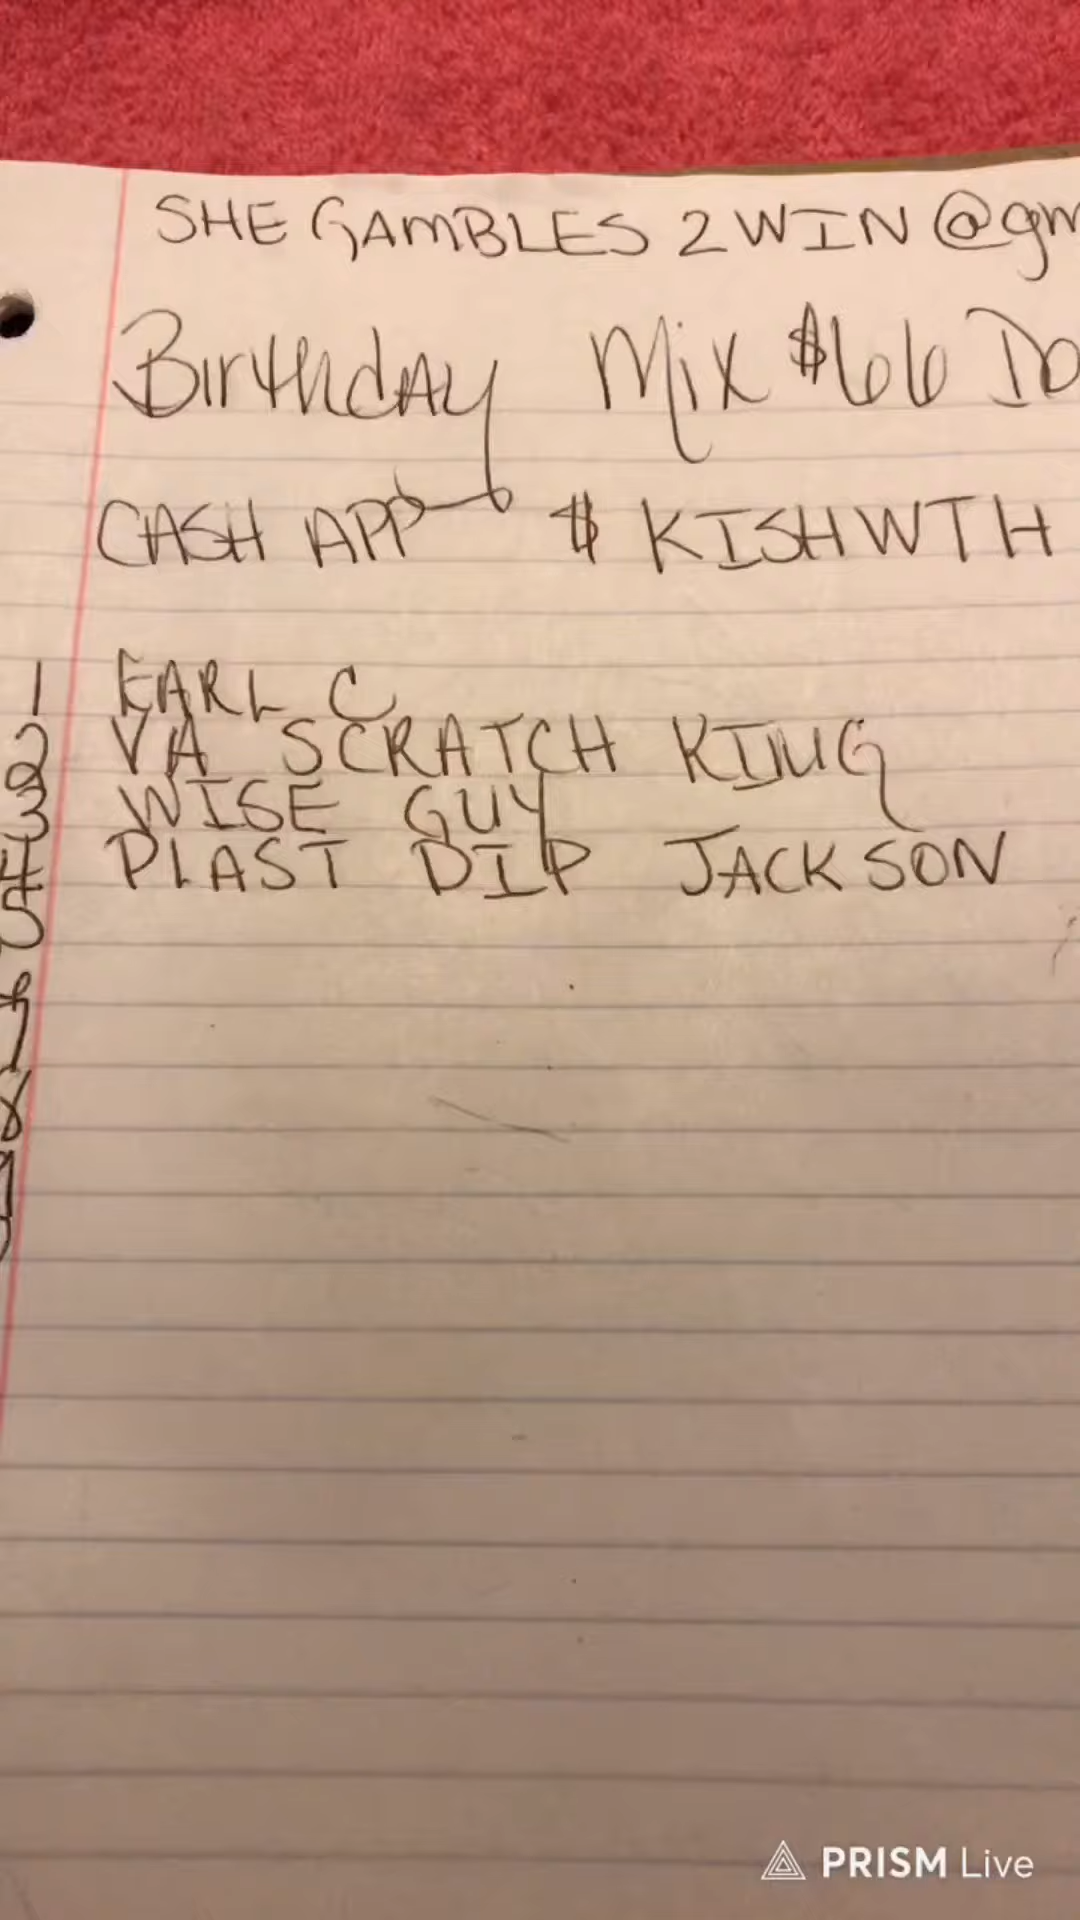 SHE GAMBLES 2 WIN @gm
Birthday Mix $66 Do
CASH APP $ KISHWTH
1 EARL C
2 VA SCRATCH KING
3 WISE GUY
4 PLAST DIP JACKSON
5
6
7
8
9
PRISM Live